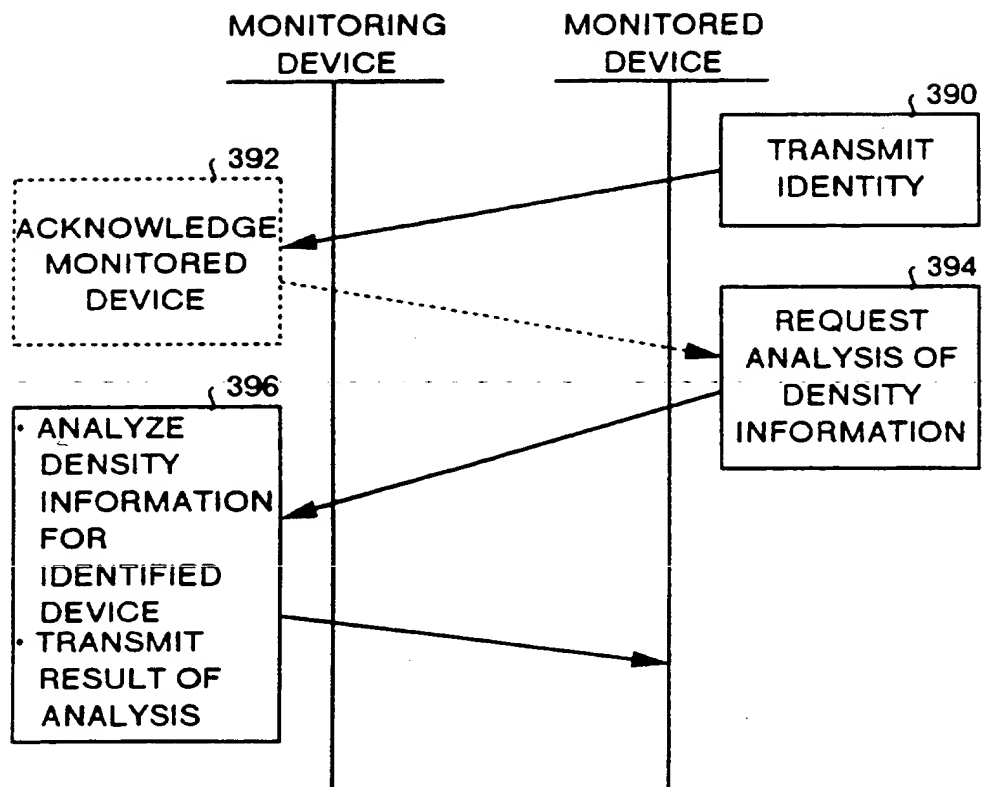 MONITORING
DEVICE
MONITORED
DEVICE
390
TRANSMIT
IDENTITY
392
ACKNOWLEDGE
MONITORED
DEVICE
394
REQUEST
ANALYSIS OF
DENSITY
INFORMATION
396
· ANALYZE
DENSITY
INFORMATION
FOR
IDENTIFIED
DEVICE
· TRANSMIT
RESULT OF
ANALYSIS